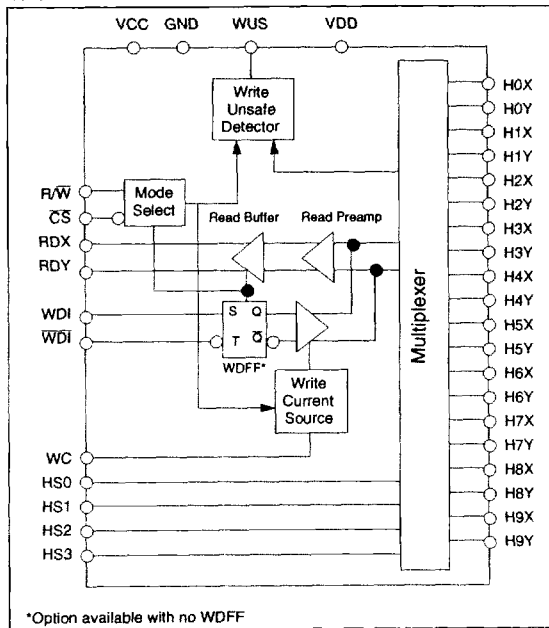 VCC GND WUS VDD
Write
Unsafe
Detector
R/W̅
C̅S̅
RDX
RDY
WDI
W̅D̅I̅
WC
HS0
HS1
HS2
HS3
Mode
Select
Read Buffer Read Preamp
S Q
T Q̅
WDFF*
Write
Current
Source
Multiplexer
H0X
H0Y
H1X
H1Y
H2X
H2Y
H3X
H3Y
H4X
H4Y
H5X
H5Y
H6X
H6Y
H7X
H7Y
H8X
H8Y
H9X
H9Y
*Option available with no WDFF